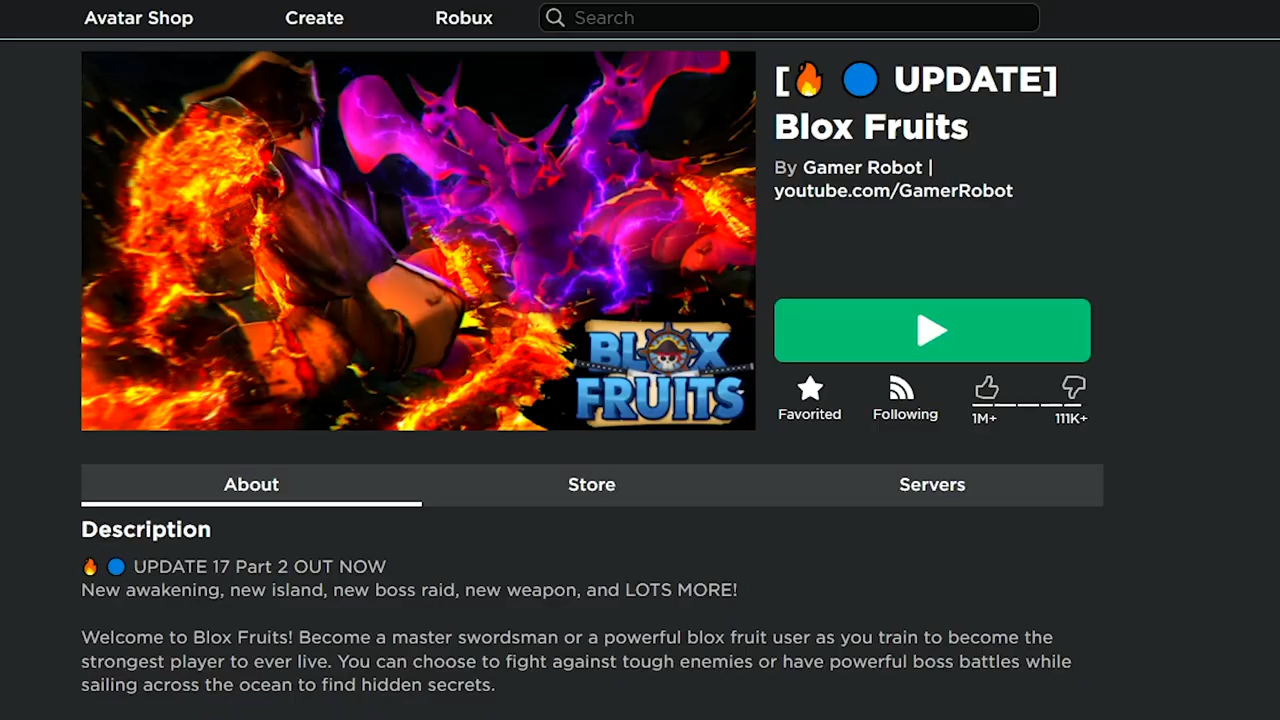 Avatar Shop Create Robux Search
[🔥 🔵 UPDATE]
Blox Fruits
By Gamer Robot |
youtube.com/GamerRobot
BLOX
FRUITS
Favorited Following 1M+ 111K+
About Store Servers
Description
🔥 🔵 UPDATE 17 Part 2 OUT NOW
New awakening, new island, new boss raid, new weapon, and LOTS MORE!
Welcome to Blox Fruits! Become a master swordsman or a powerful blox fruit user as you train to become the
strongest player to ever live. You can choose to fight against tough enemies or have powerful boss battles while
sailing across the ocean to find hidden secrets.